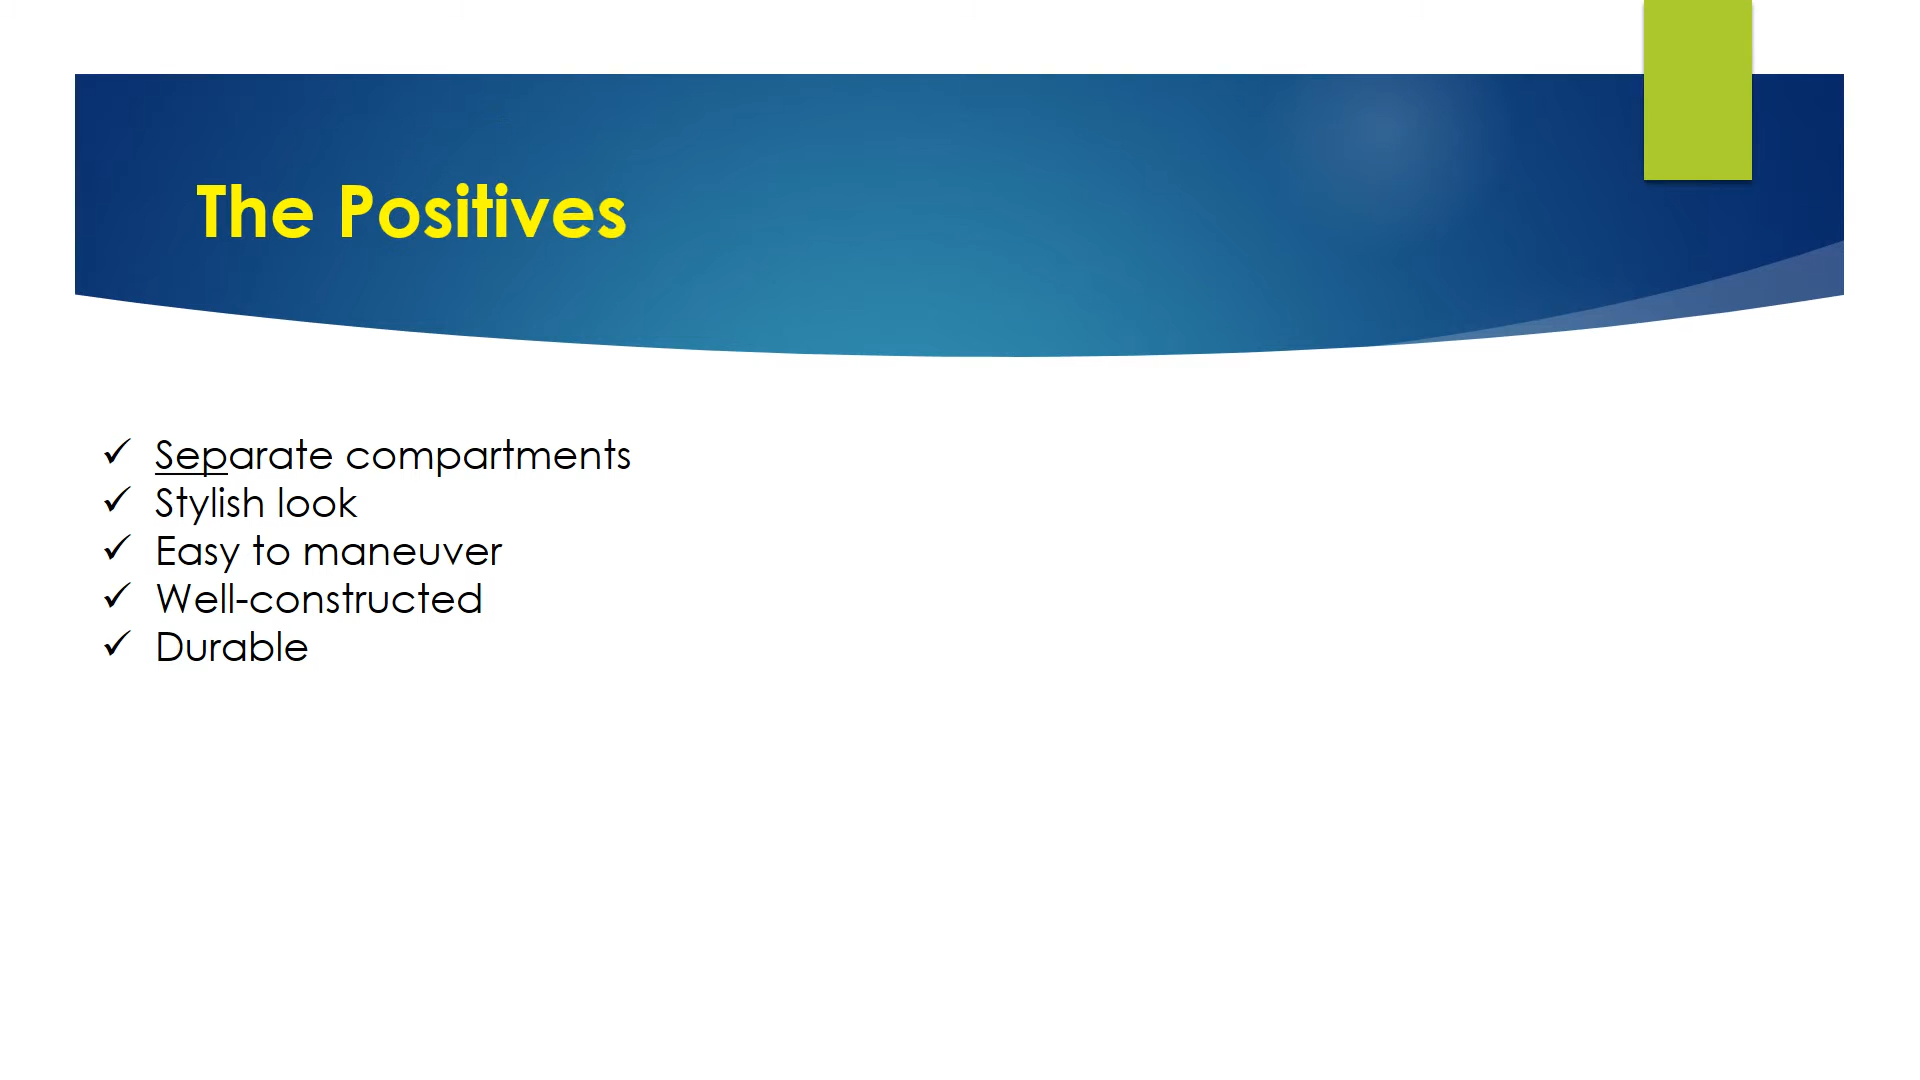 The Positives
✓ Separate compartments
✓ Stylish look
✓ Easy to maneuver
✓ Well-constructed
✓ Durable